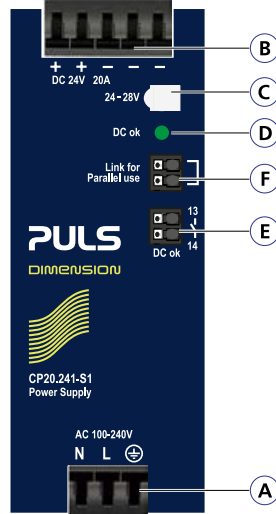 B
+ + − − −
DC 24V 20A
24–28V
C
DC ok
D
Link for
Parallel use
F
13
14
E
DC ok
PULS
DIMENSION
CP20.241-S1
Power Supply
AC 100-240V
N L
A